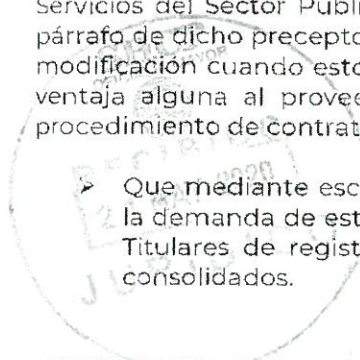 Servicios del Sector Públi
párrafo de dicho precepto
modificación cuando esto
ventaja alguna al provee
procedimiento de contrat
➤ Que mediante esc
la demanda de est
Titulares de regist
consolidados.